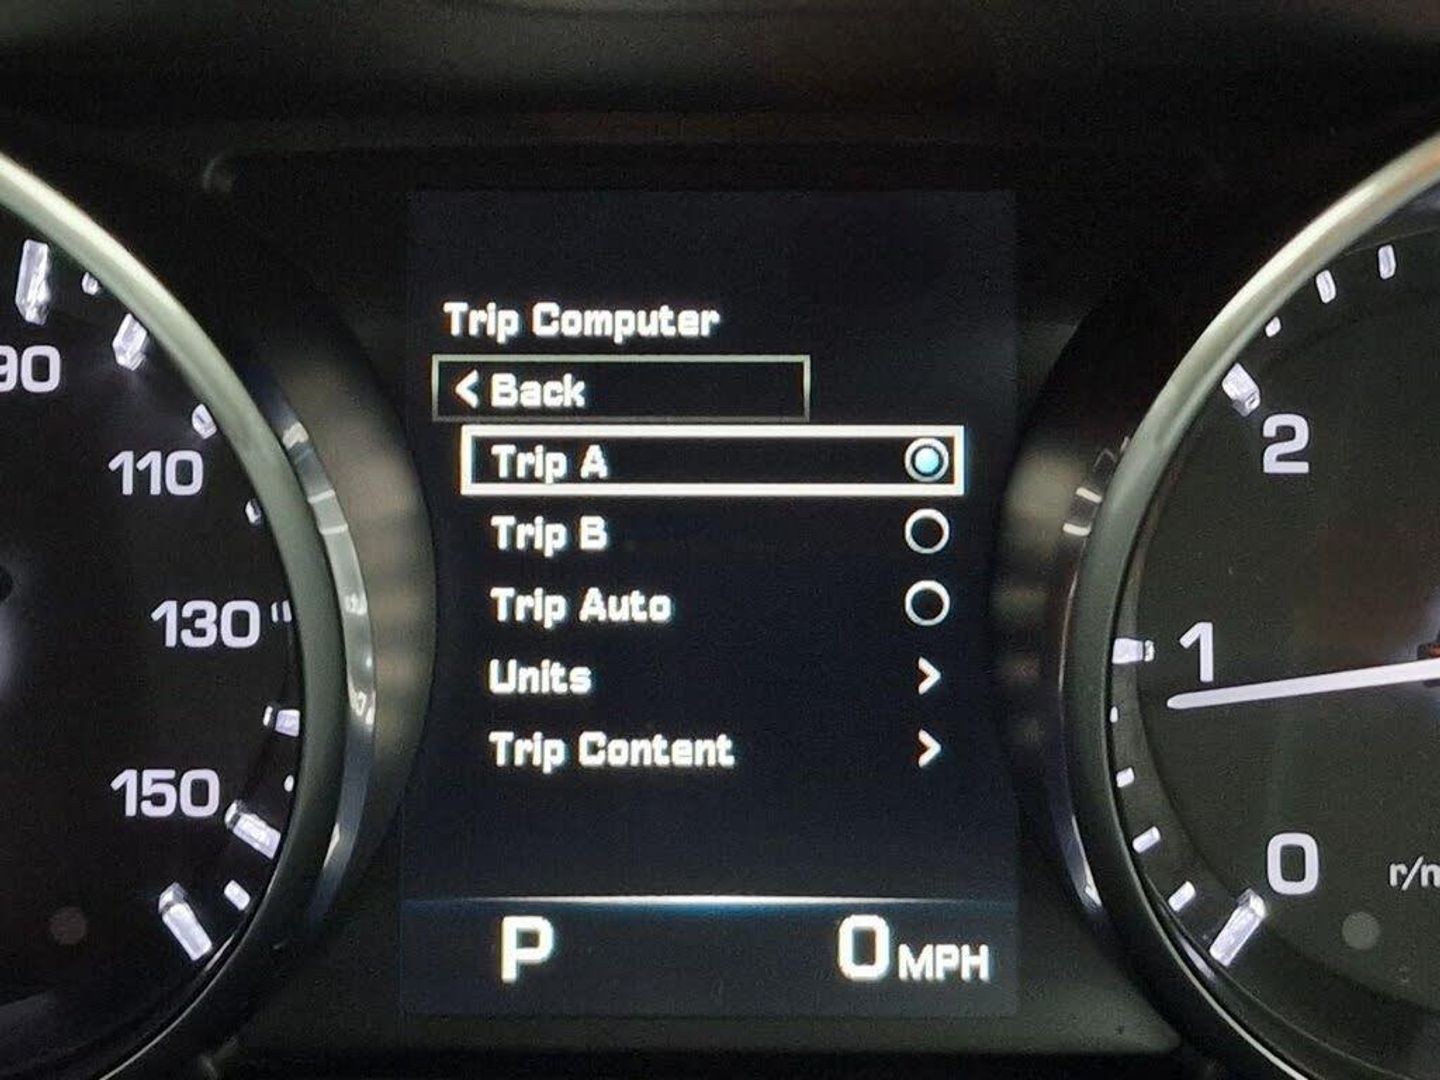 Trip Computer
< Back
Trip A
Trip B
Trip Auto
Units >
Trip Content >
P 0 MPH
90
110
130
150
2
1
0